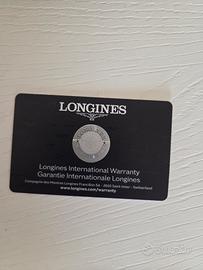 LONGINES
Longines International Warranty
Garantie Internationale Longines
Compagnie des Montres Longines Francillon SA - 2610 Saint-Imier - Switzerland
www.longines.com/warranty
subito